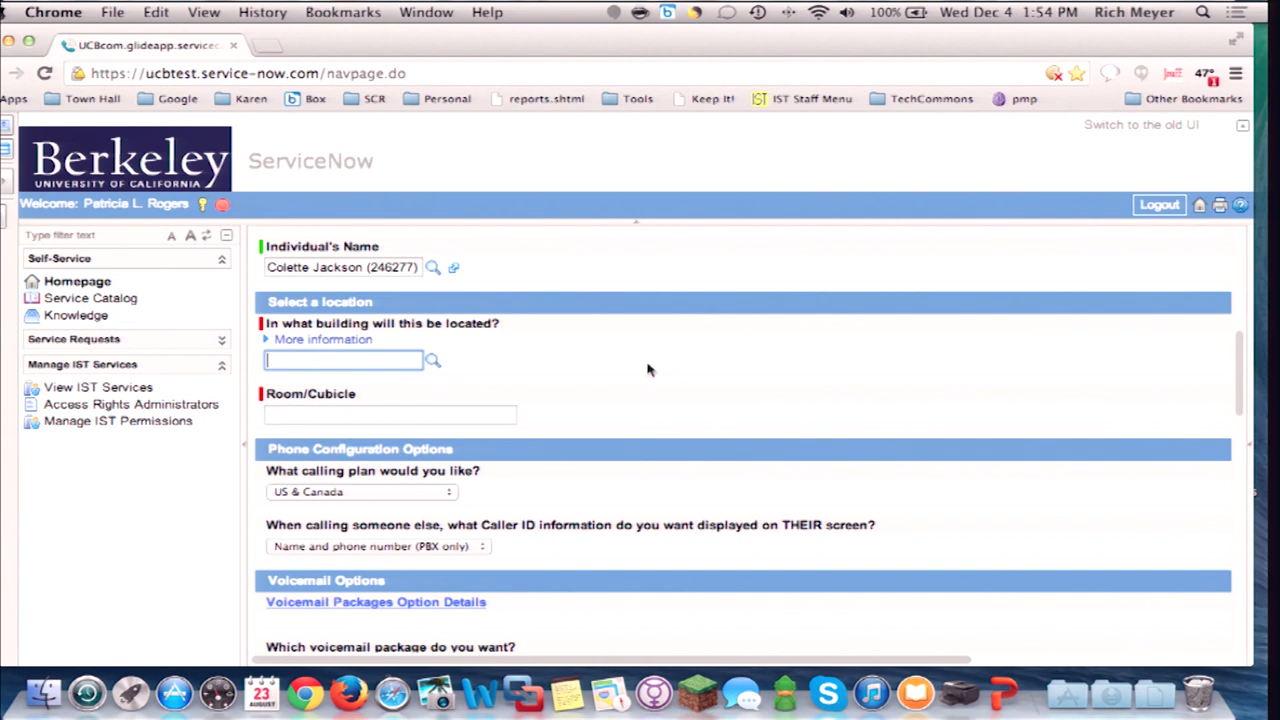 Chrome File Edit View History Bookmarks Window Help 100% Wed Dec 4 1:54 PM Rich Meyer
UCBcom.glideapp.servicec
https://ucbtest.service-now.com/navpage.do 47°
Apps Town Hall Google Karen Box SCR Personal reports.shtml Tools Keep It! IST IST Staff Menu TechCommons pmp Other Bookmarks
Switch to the old UI
Berkeley ServiceNow
UNIVERSITY OF CALIFORNIA
Welcome: Patricia L. Rogers Logout
Type filter text A A
Self-Service
Homepage
Service Catalog
Knowledge
Service Requests
Manage IST Services
View IST Services
Access Rights Administrators
Manage IST Permissions
Individual's Name
Colette Jackson (246277)
Select a location
In what building will this be located?
More information
Room/Cubicle
Phone Configuration Options
What calling plan would you like?
US & Canada
When calling someone else, what Caller ID information do you want displayed on THEIR screen?
Name and phone number (PBX only)
Voicemail Options
Voicemail Packages Option Details
Which voicemail package do you want?
23
AUGUST